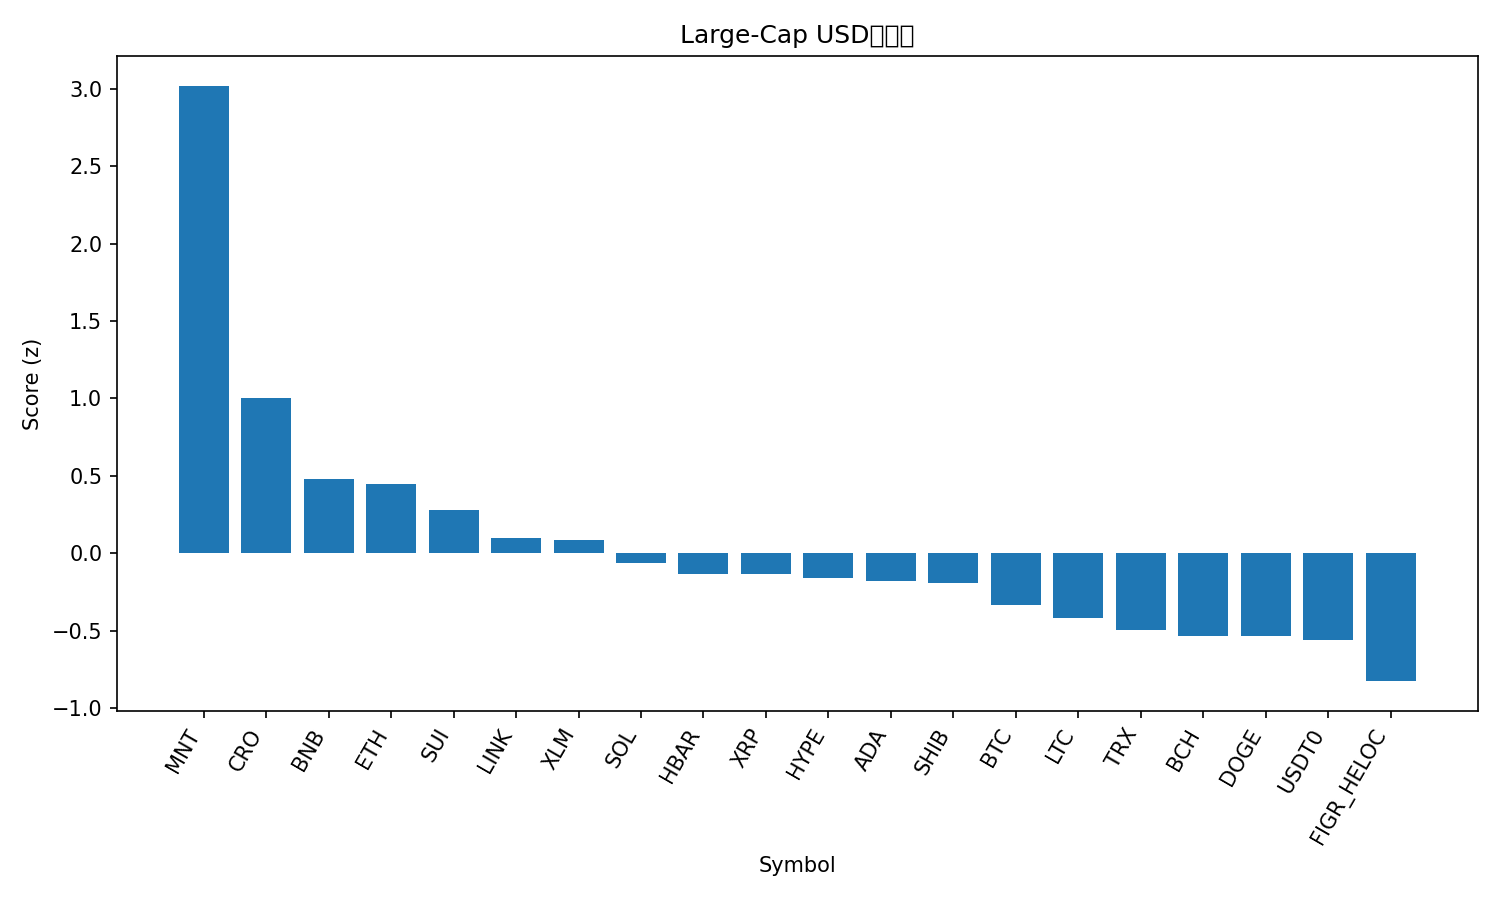 Large-Cap USD
Score (z)
3.0
2.5
2.0
1.5
1.0
0.5
0.0
−0.5
−1.0
MNT
CRO
BNB
ETH
SUI
LINK
XLM
SOL
HBAR
XRP
HYPE
ADA
SHIB
BTC
LTC
TRX
BCH
DOGE
USDT0
FIGR_HELOC
Symbol